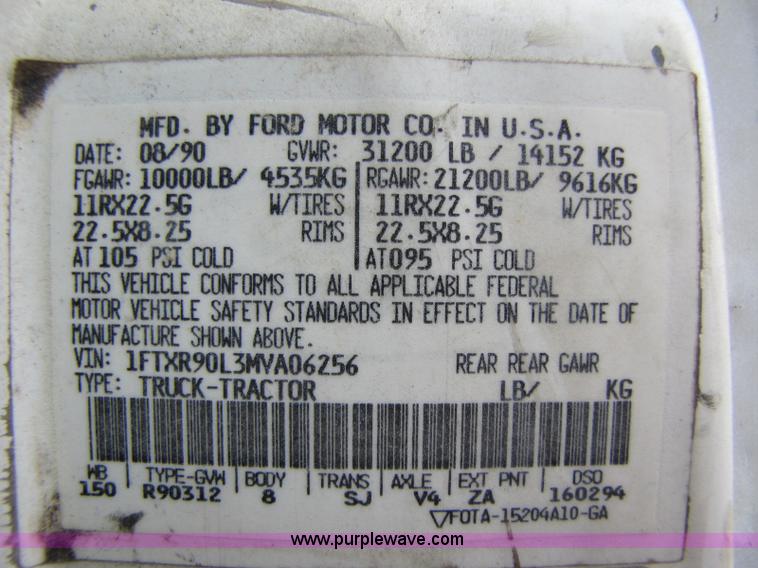 MFD. BY FORD MOTOR CO. IN U.S.A.
DATE: 08/90 GVWR: 31200 LB / 14152 KG
FGAWR: 10000LB/ 4535KG RGAWR: 21200LB/ 9616KG
11RX22.5G W/TIRES 11RX22.5G W/TIRES
22.5X8.25 RIMS 22.5X8.25 RIMS
AT 105 PSI COLD AT 095 PSI COLD
THIS VEHICLE CONFORMS TO ALL APPLICABLE FEDERAL
MOTOR VEHICLE SAFETY STANDARDS IN EFFECT ON THE DATE OF
MANUFACTURE SHOWN ABOVE.
VIN: 1FTXR90L3MVA06256 REAR REAR GAWR
TYPE: TRUCK-TRACTOR LB/ KG
WB TYPE-GVW BODY TRANS AXLE EXT PNT DSO
150 R90312 8 SJ V4 ZA 160294
▽FOTA-15204A10-GA
www.purplewave.com